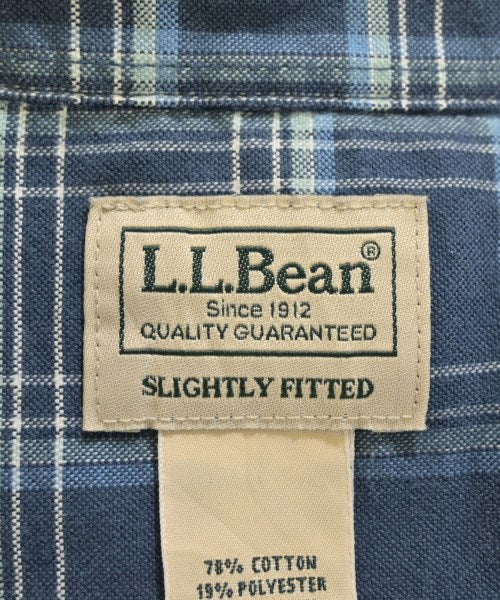 L.L.Bean®
Since 1912
QUALITY GUARANTEED
SLIGHTLY FITTED
78% COTTON
19% POLYESTER